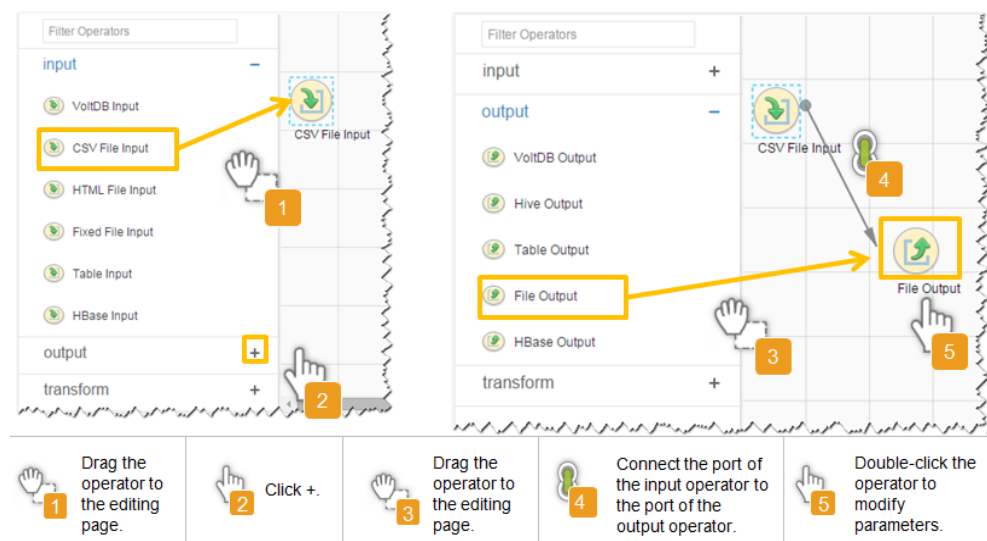 Filter Operators
input
−
VoltDB Input
CSV File Input
HTML File Input
Fixed File Input
Table Input
HBase Input
output
+
transform
+
CSV File Input
1
2
Filter Operators
input
+
output
−
VoltDB Output
Hive Output
Table Output
File Output
HBase Output
transform
+
CSV File Input
4
File Output
3
5
1
Drag the
operator to
the editing
page.
2
Click +.
3
Drag the
operator to
the editing
page.
4
Connect the port of
the input operator to
the port of the
output operator.
5
Double-click the
operator to
modify
parameters.